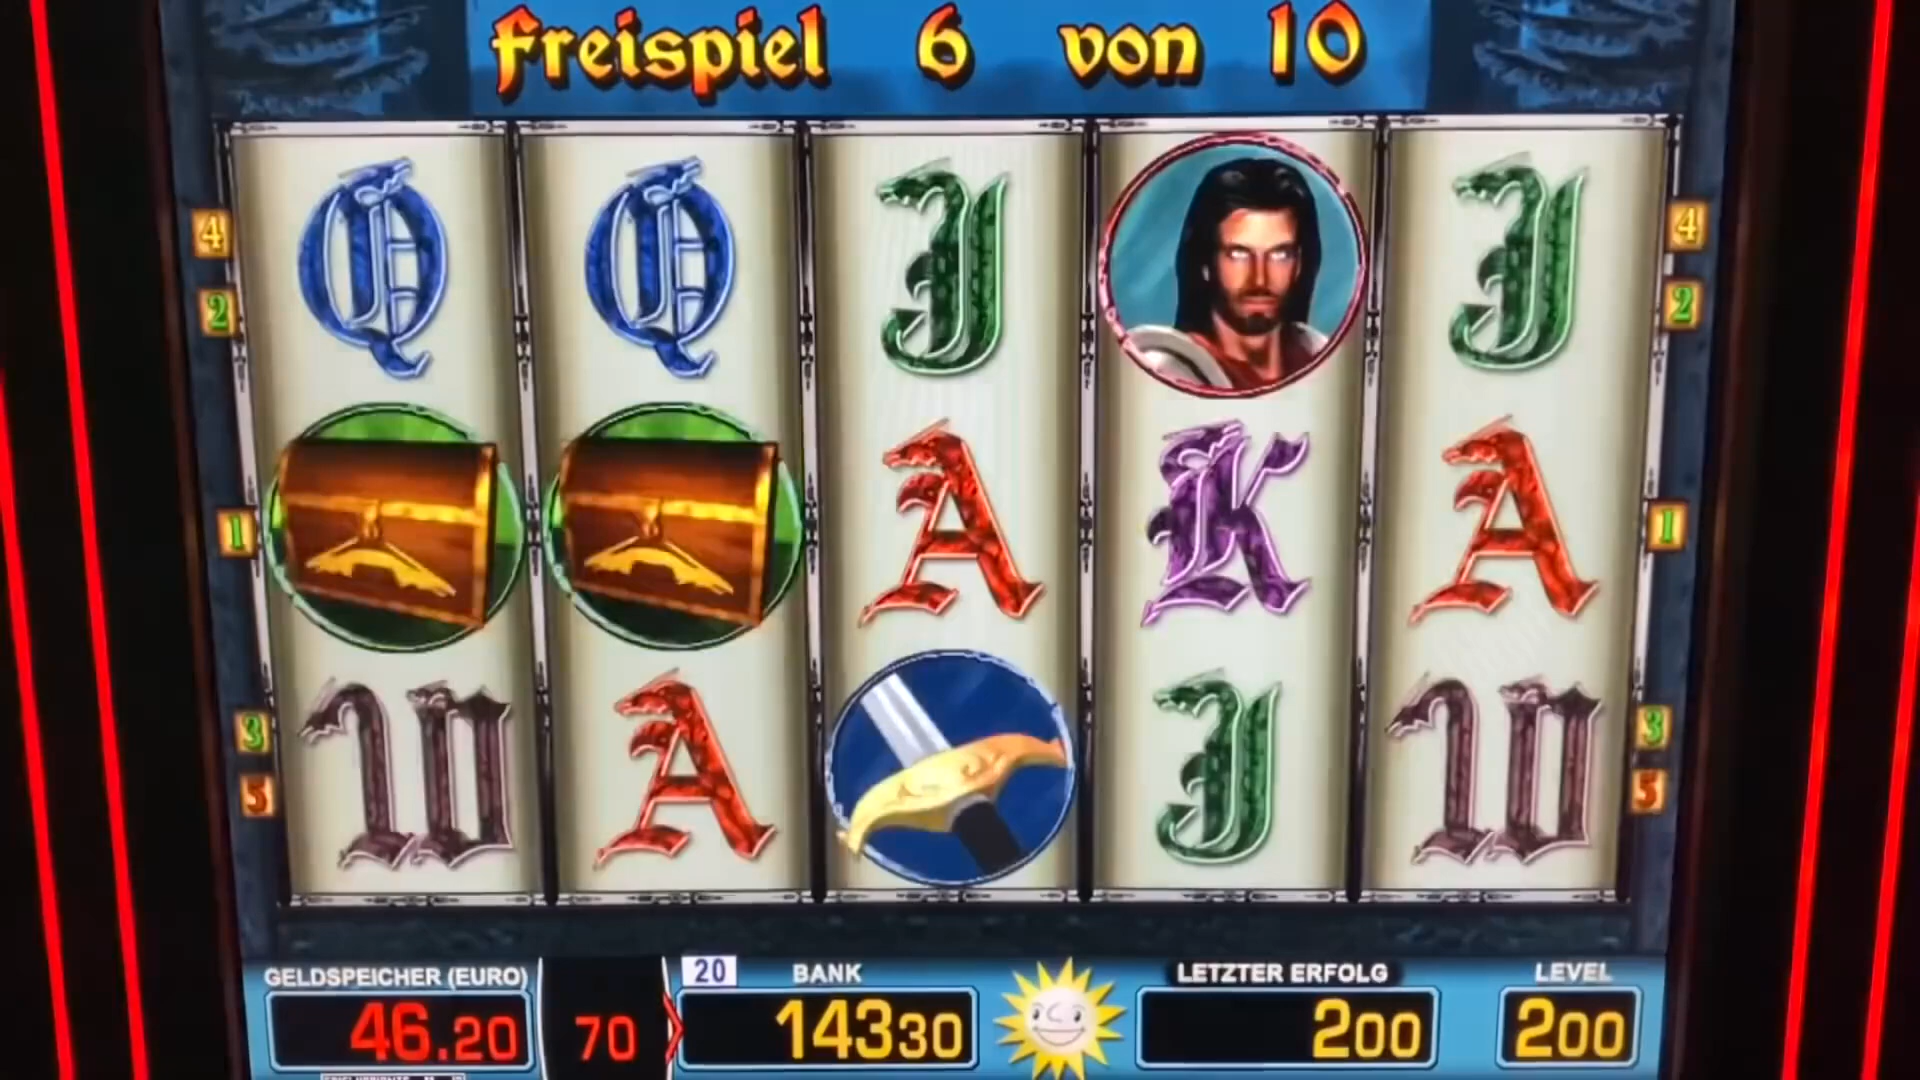 Freispiel 6 von 10
Q Q J J
4 4
2 2
A K A
1 1
A J
3 3
5 5
GELDSPEICHER (EURO) 20 BANK LETZTER ERFOLG LEVEL
46.20 70 14330 200 200